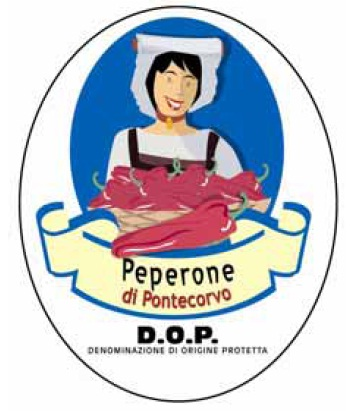 Peperone
di Pontecorvo
D.O.P.
DENOMINAZIONE DI ORIGINE PROTETTA